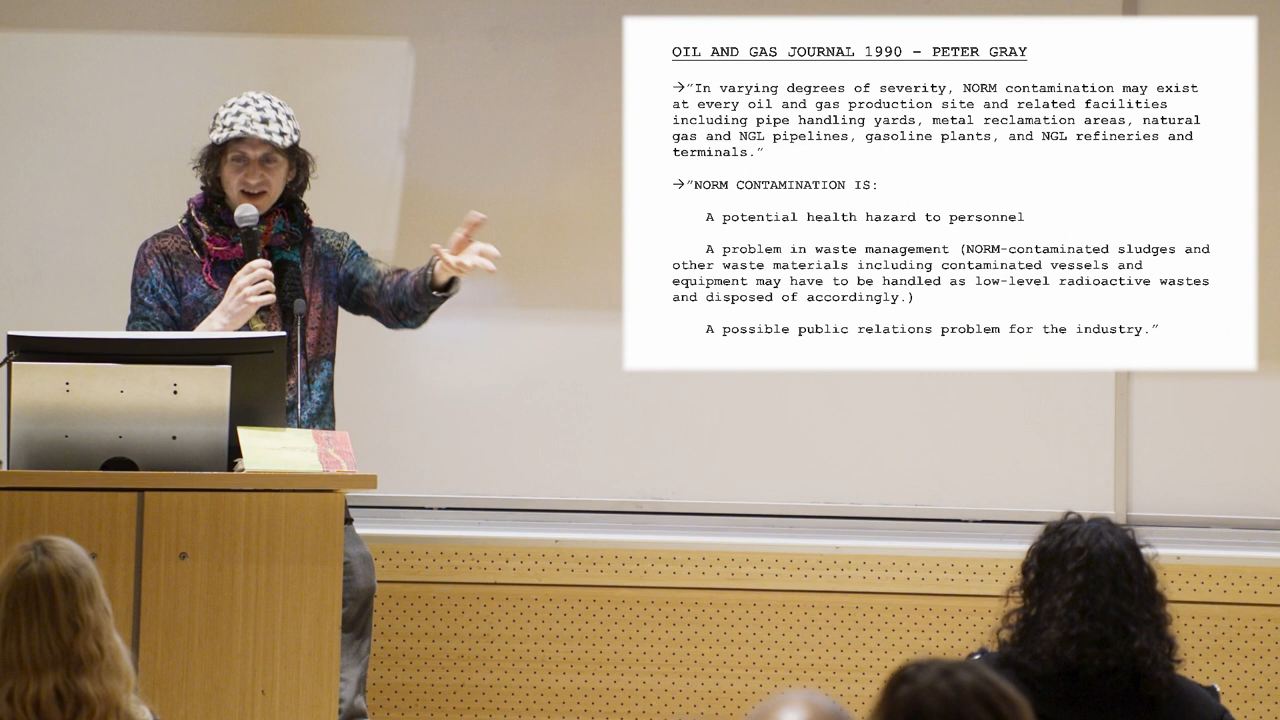 OIL AND GAS JOURNAL 1990 – PETER GRAY
→"In varying degrees of severity, NORM contamination may exist
at every oil and gas production site and related facilities
including pipe handling yards, metal reclamation areas, natural
gas and NGL pipelines, gasoline plants, and NGL refineries and
terminals."
→"NORM CONTAMINATION IS:
A potential health hazard to personnel
A problem in waste management (NORM-contaminated sludges and
other waste materials including contaminated vessels and
equipment may have to be handled as low-level radioactive wastes
and disposed of accordingly.)
A possible public relations problem for the industry."